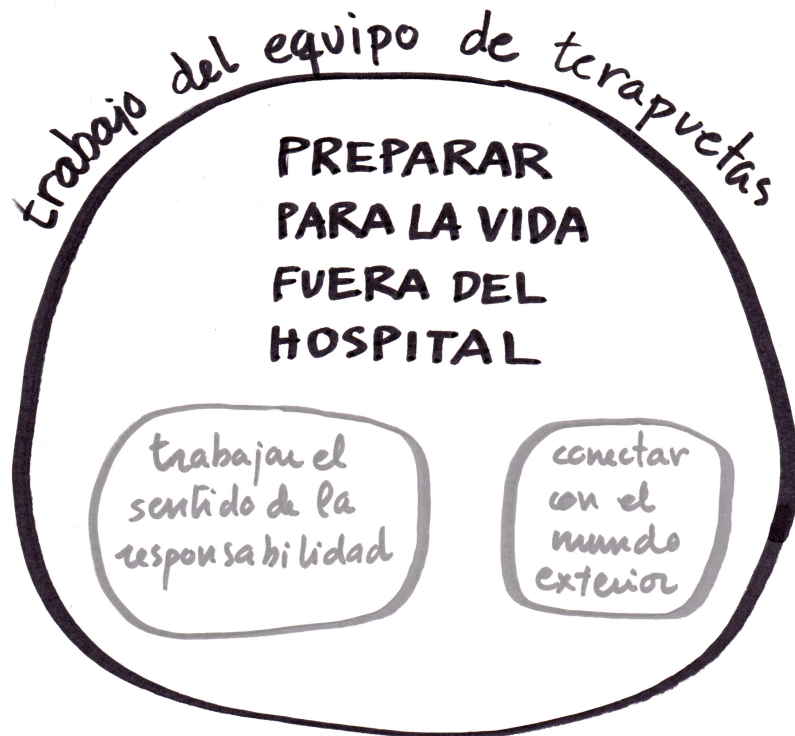 trabajo del equipo de terapuetas
PREPARAR
PARA LA VIDA
FUERA DEL
HOSPITAL
trabajar el
sentido de la
responsabilidad
conectar
con el
mundo
exterior